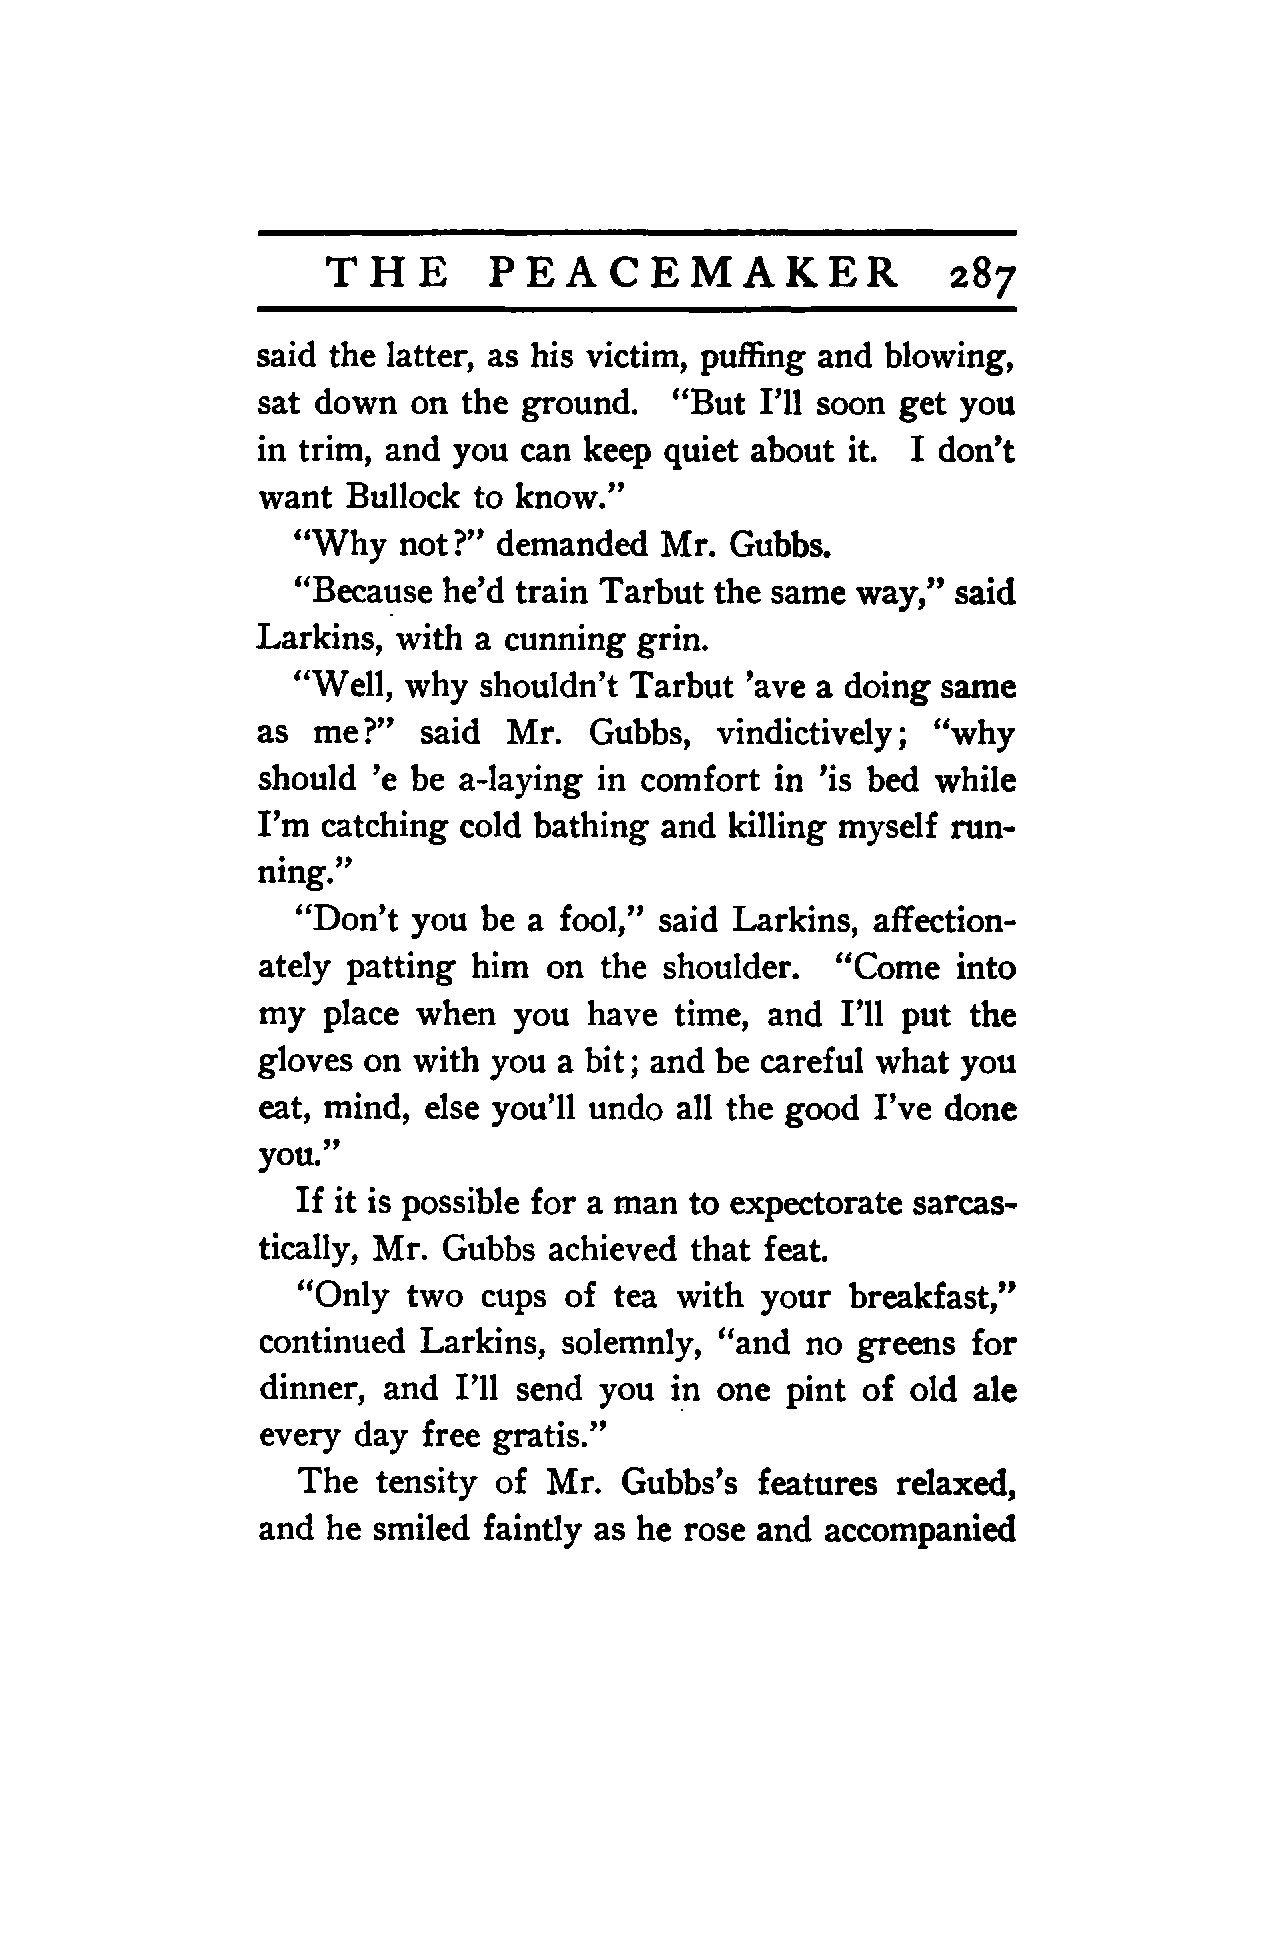 THE PEACEMAKER 287
said the latter, as his victim, puffing and blowing,
sat down on the ground. “But I’ll soon get you
in trim, and you can keep quiet about it. I don’t
want Bullock to know.”
“Why not?” demanded Mr. Gubbs.
“Because he’d train Tarbut the same way,” said
Larkins, with a cunning grin.
“Well, why shouldn’t Tarbut ’ave a doing same
as me?” said Mr. Gubbs, vindictively; “why
should ’e be a-laying in comfort in ’is bed while
I’m catching cold bathing and killing myself run-
ning.”
“Don’t you be a fool,” said Larkins, affection-
ately patting him on the shoulder. “Come into
my place when you have time, and I’ll put the
gloves on with you a bit; and be careful what you
eat, mind, else you’ll undo all the good I’ve done
you.”
If it is possible for a man to expectorate sarcas-
tically, Mr. Gubbs achieved that feat.
“Only two cups of tea with your breakfast,”
continued Larkins, solemnly, “and no greens for
dinner, and I’ll send you in one pint of old ale
every day free gratis.”
The tensity of Mr. Gubbs’s features relaxed,
and he smiled faintly as he rose and accompanied